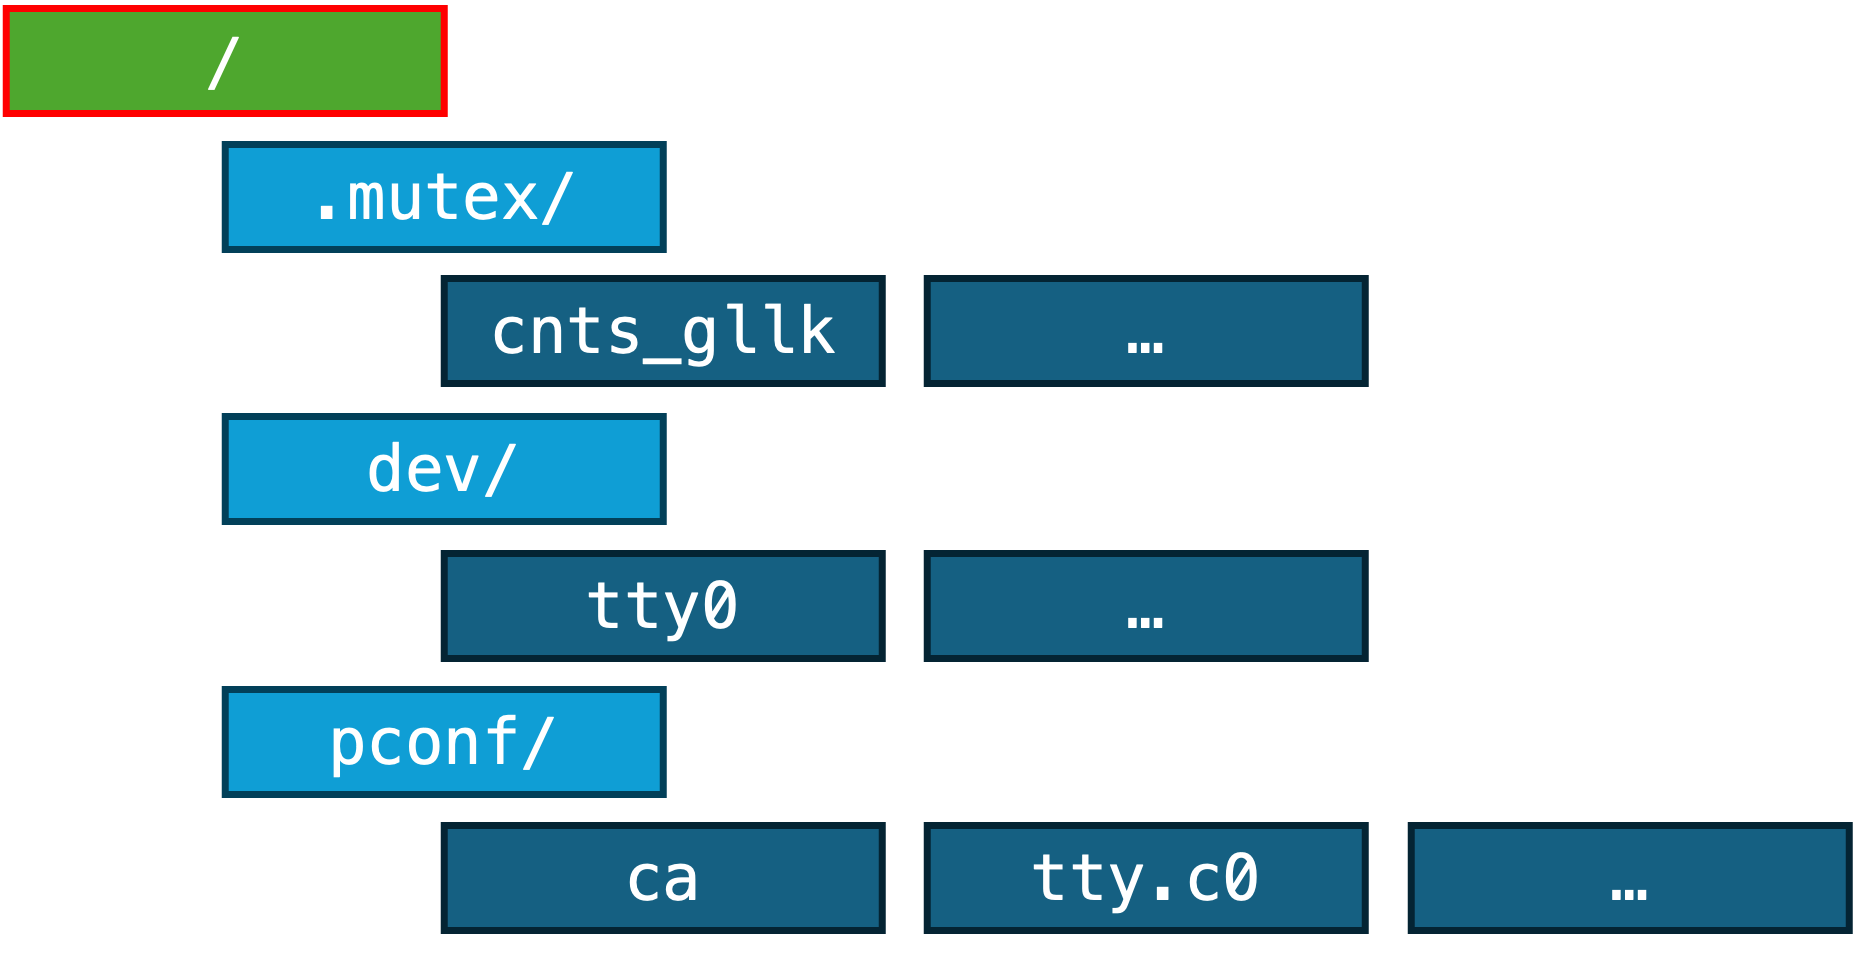 /
.mutex/
cnts_gllk …
dev/
tty0 …
pconf/
ca tty.c0 …